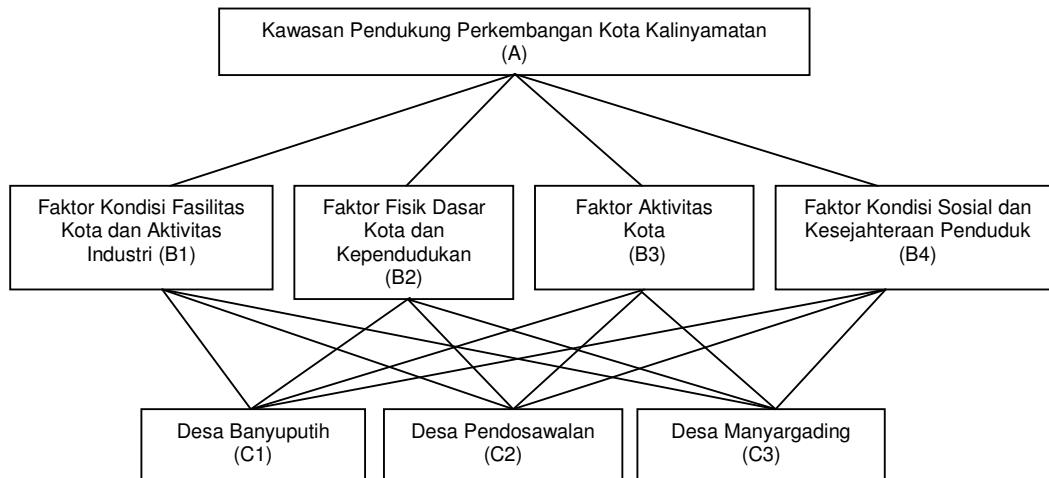 Kawasan Pendukung Perkembangan Kota Kalinyamatan
(A)
Faktor Kondisi Fasilitas
Kota dan Aktivitas
Industri (B1)
Faktor Fisik Dasar
Kota dan
Kependudukan
(B2)
Faktor Aktivitas
Kota
(B3)
Faktor Kondisi Sosial dan
Kesejahteraan Penduduk
(B4)
Desa Banyuputih
(C1)
Desa Pendosawalan
(C2)
Desa Manyargading
(C3)